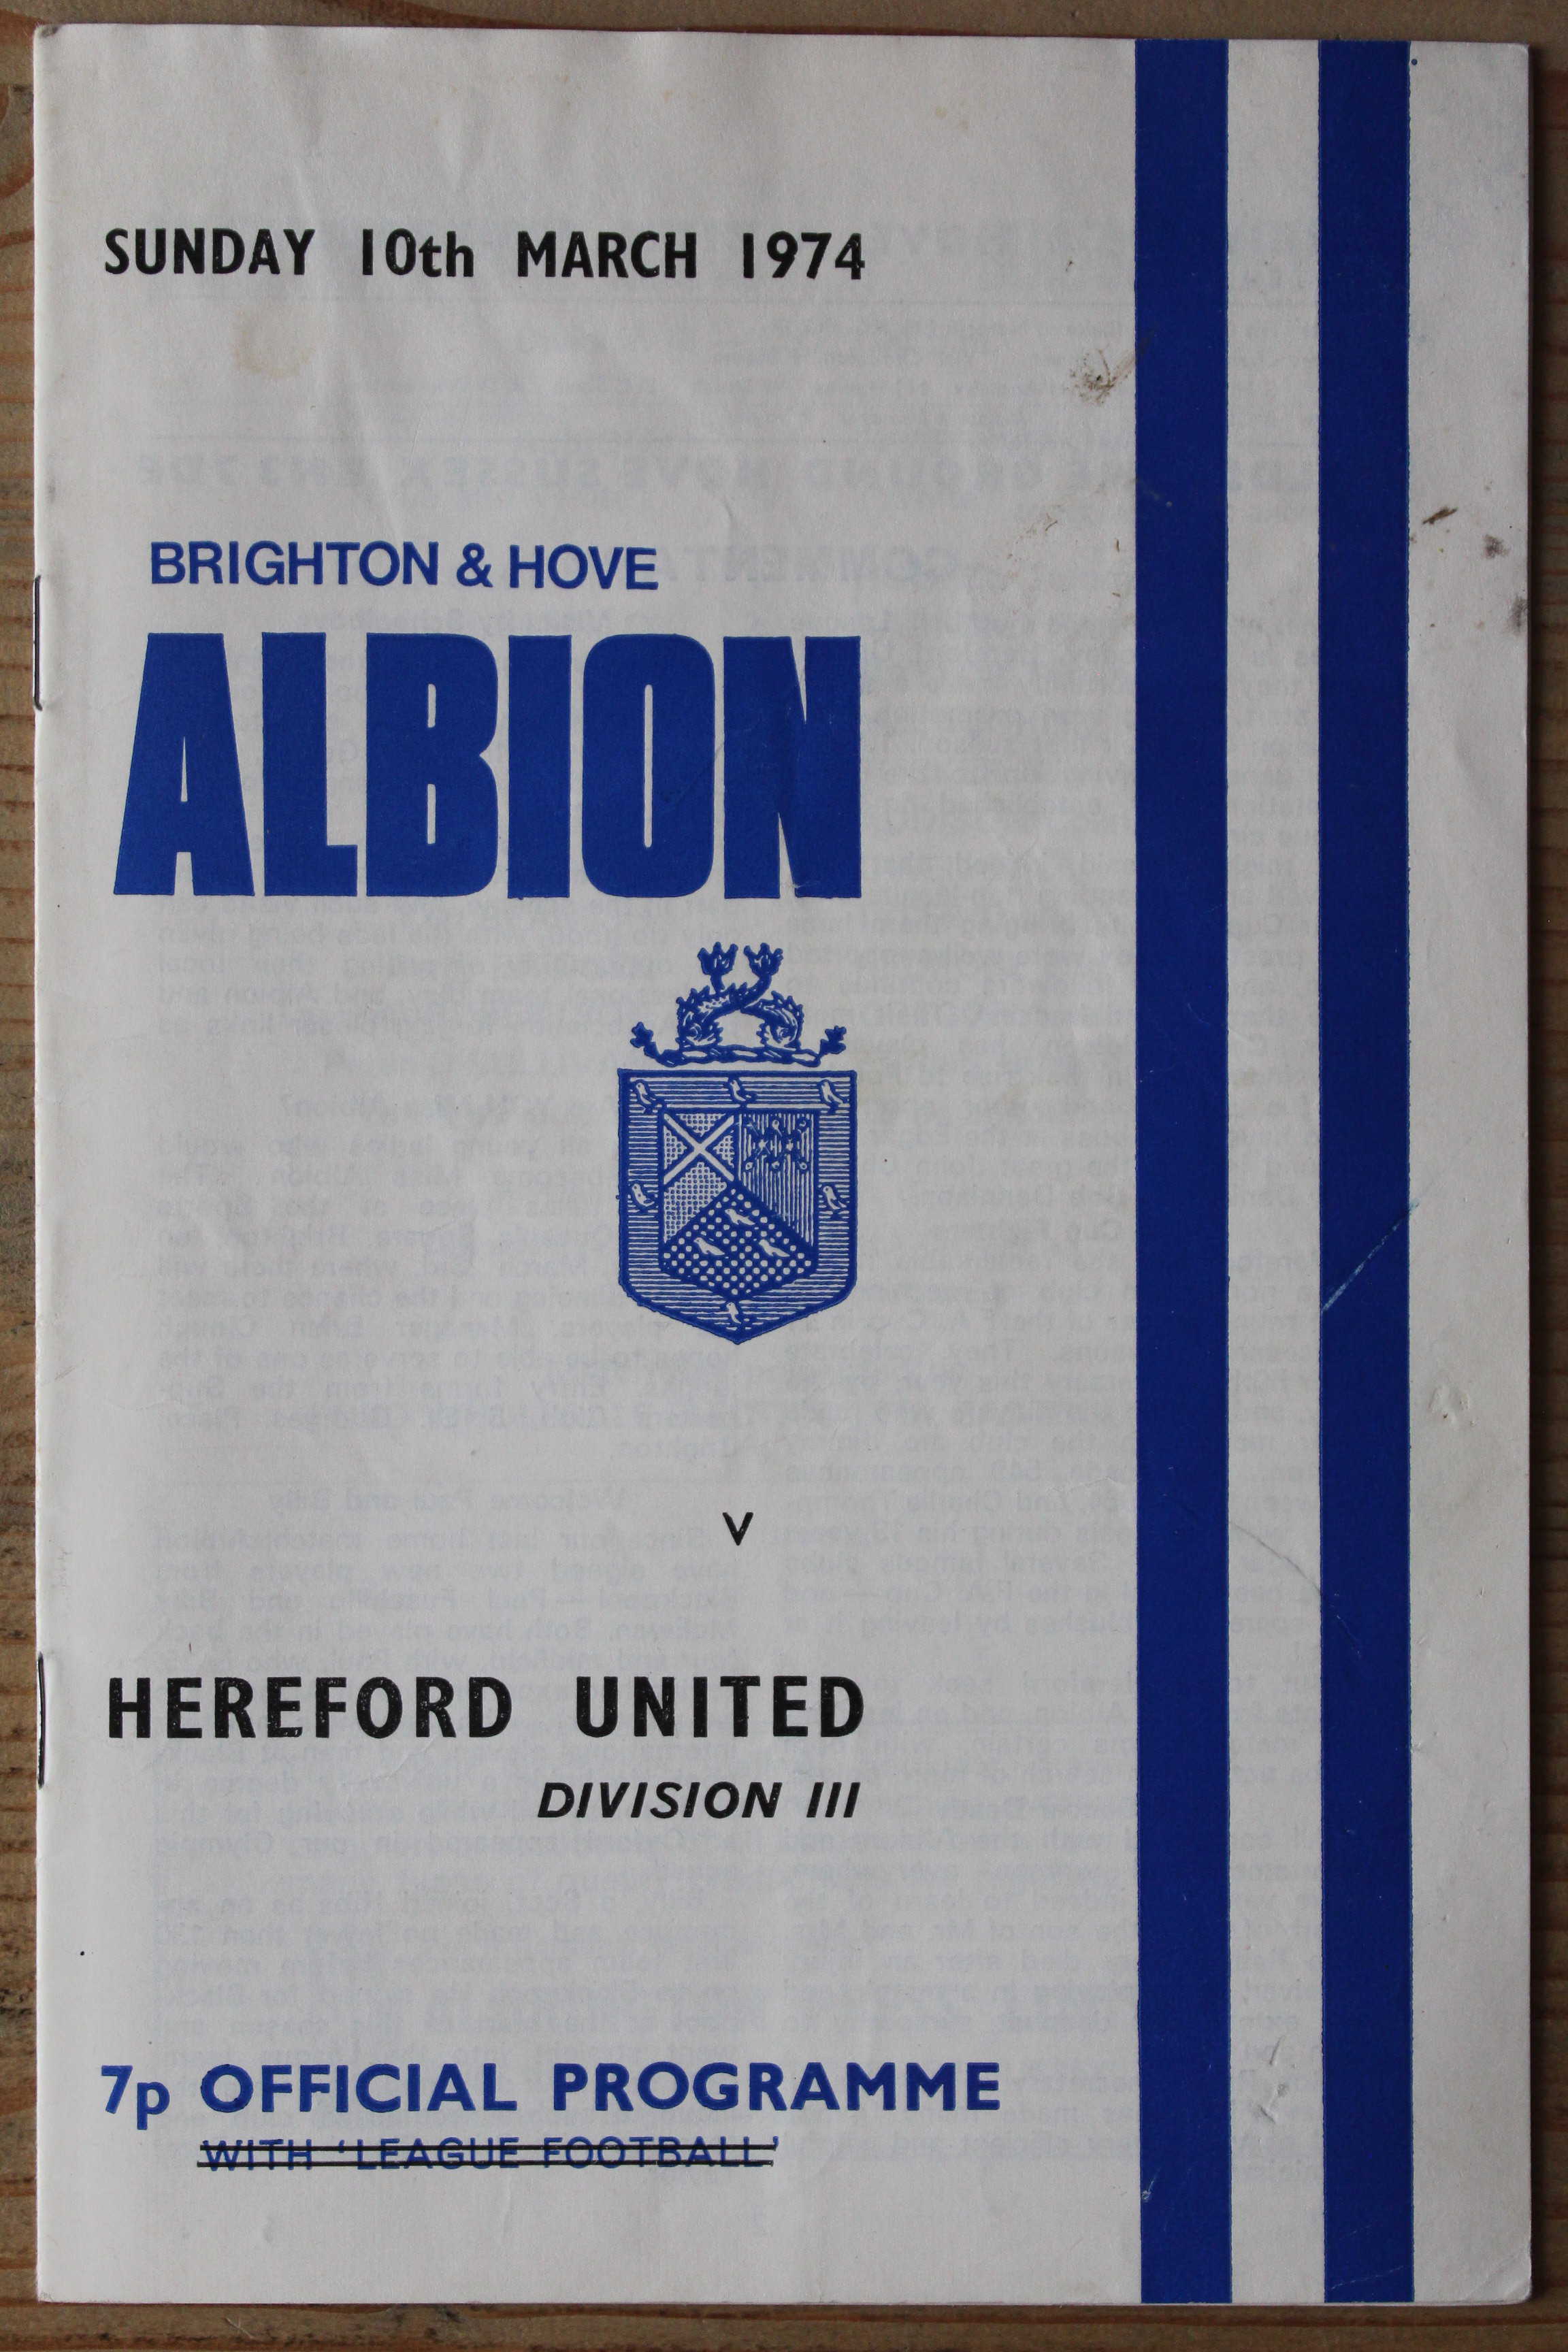 SUNDAY 10th MARCH 1974
BRIGHTON & HOVE
ALBION
V
HEREFORD UNITED
DIVISION III
7p OFFICIAL PROGRAMME
WITH 'LEAGUE FOOTBALL'